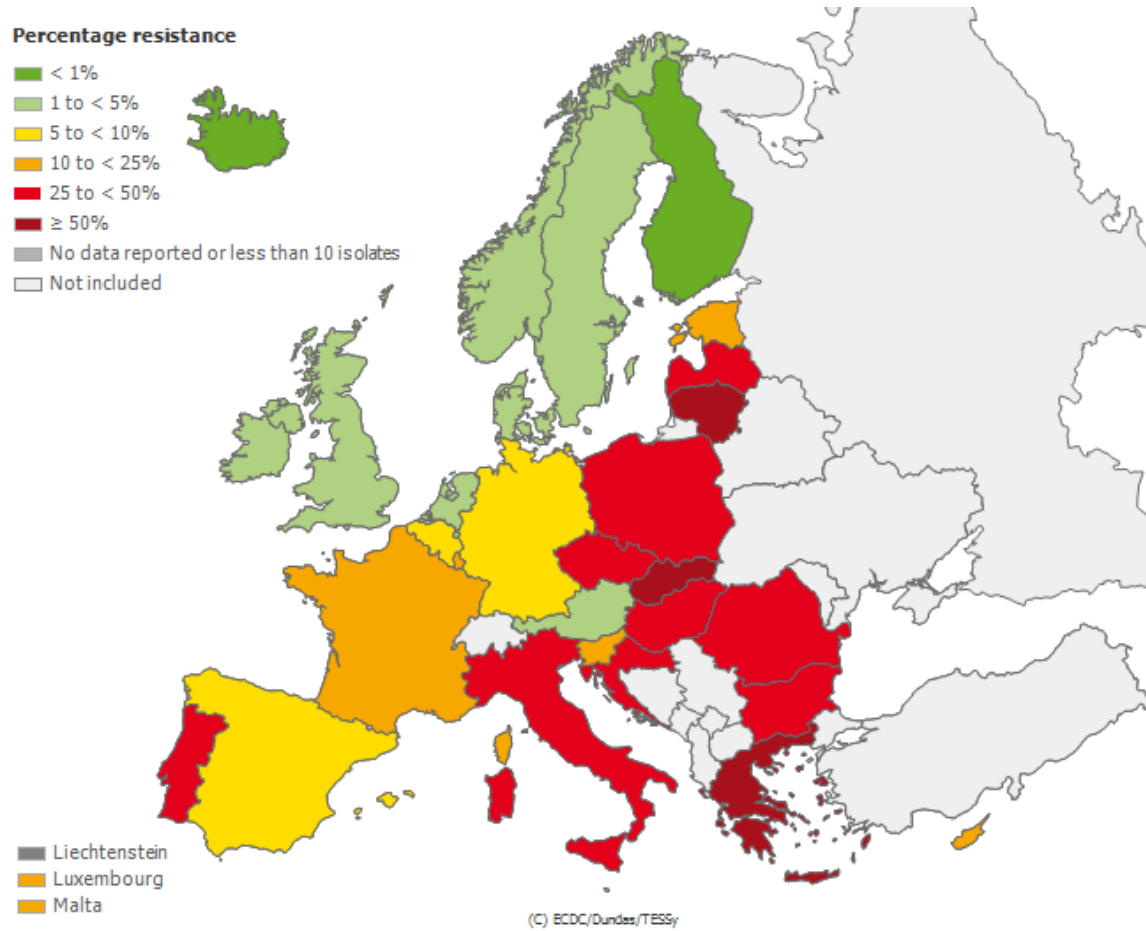 Percentage resistance
< 1%
1 to < 5%
5 to < 10%
10 to < 25%
25 to < 50%
≥ 50%
No data reported or less than 10 isolates
Not included
Liechtenstein
Luxembourg
Malta
(C) ECDC/Dundas/TESSy